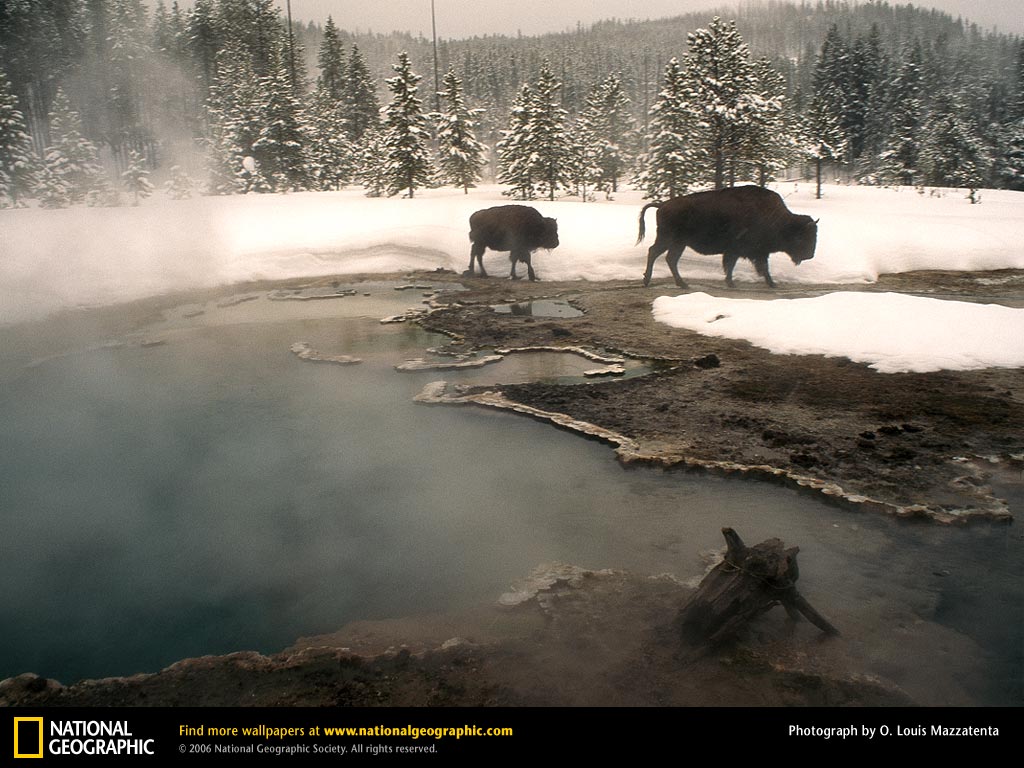 NATIONAL
GEOGRAPHIC
Find more wallpapers at www.nationalgeographic.com
© 2006 National Geographic Society. All rights reserved.
Photograph by O. Louis Mazzatenta